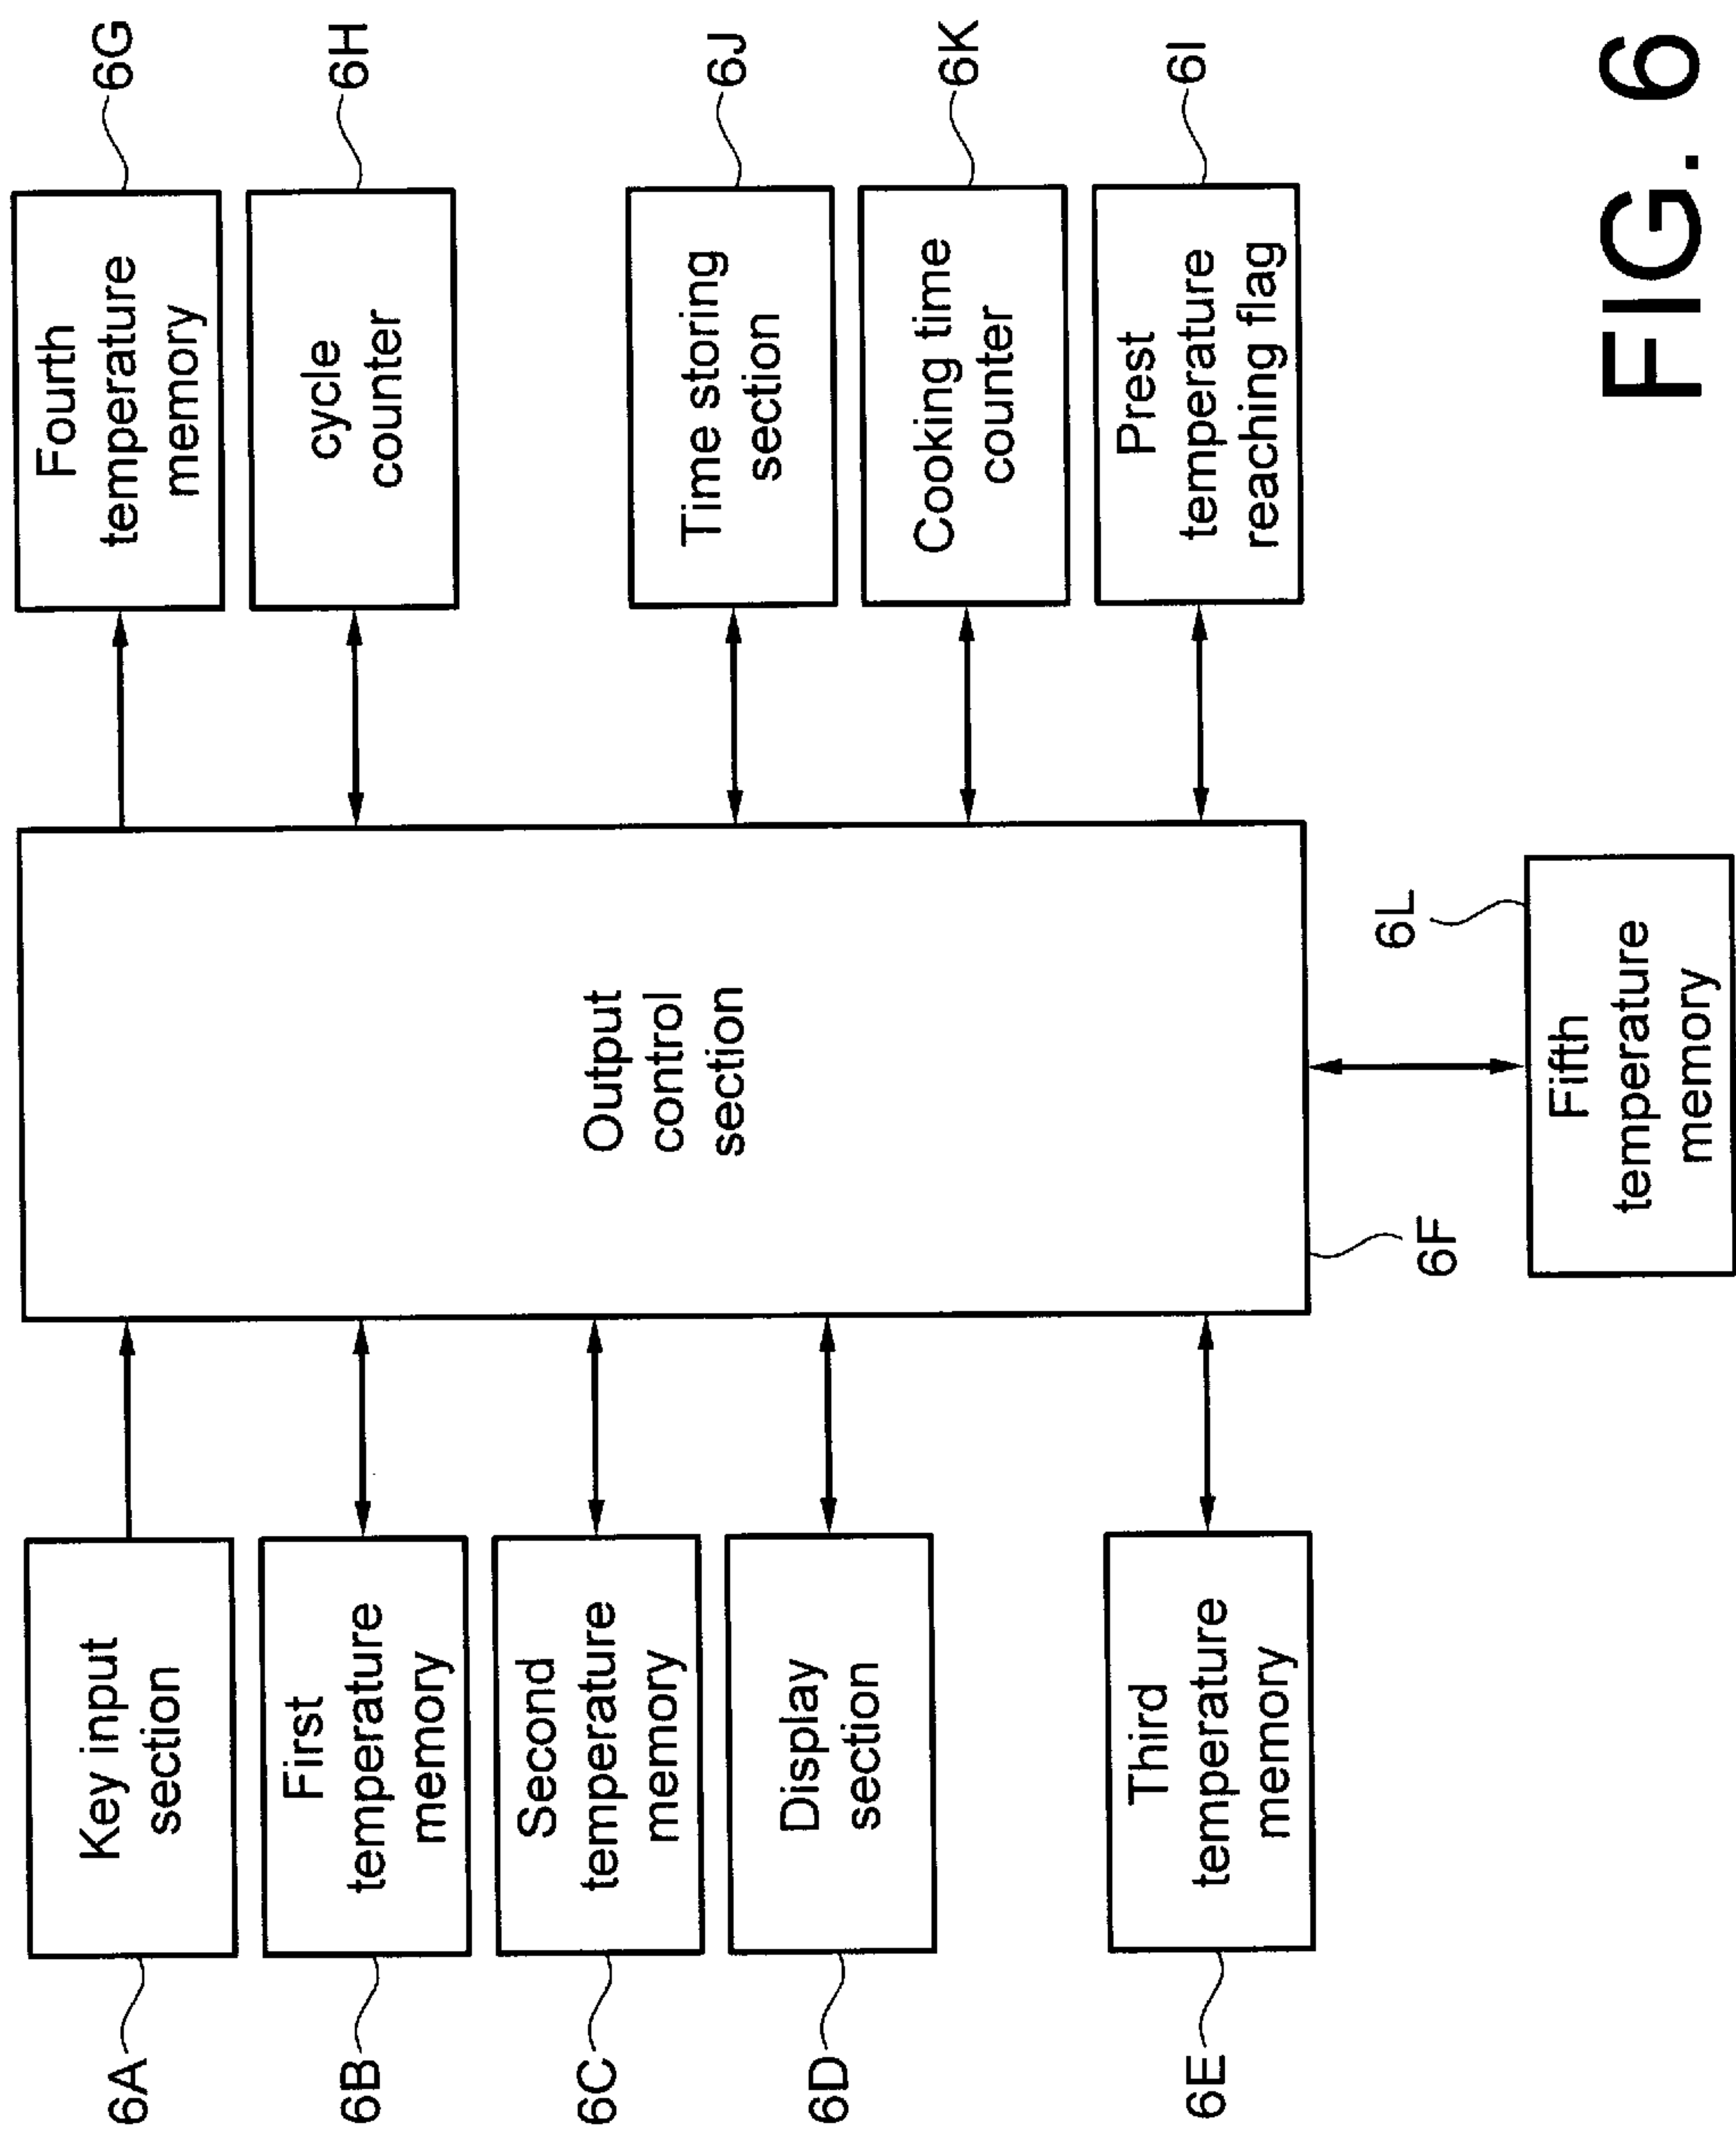 6A
Key input
section
6B
First
temperature
memory
6C
Second
temperature
memory
6D
Display
section
6E
Third
temperature
memory
Output
control
section
6F
Fifth
temperature
memory
6L
Fourth
temperature
memory
6G
cycle
counter
6H
Time storing
section
6J
Cooking time
counter
6K
Prest
temperature
reaching flag
6I
FIG. 6